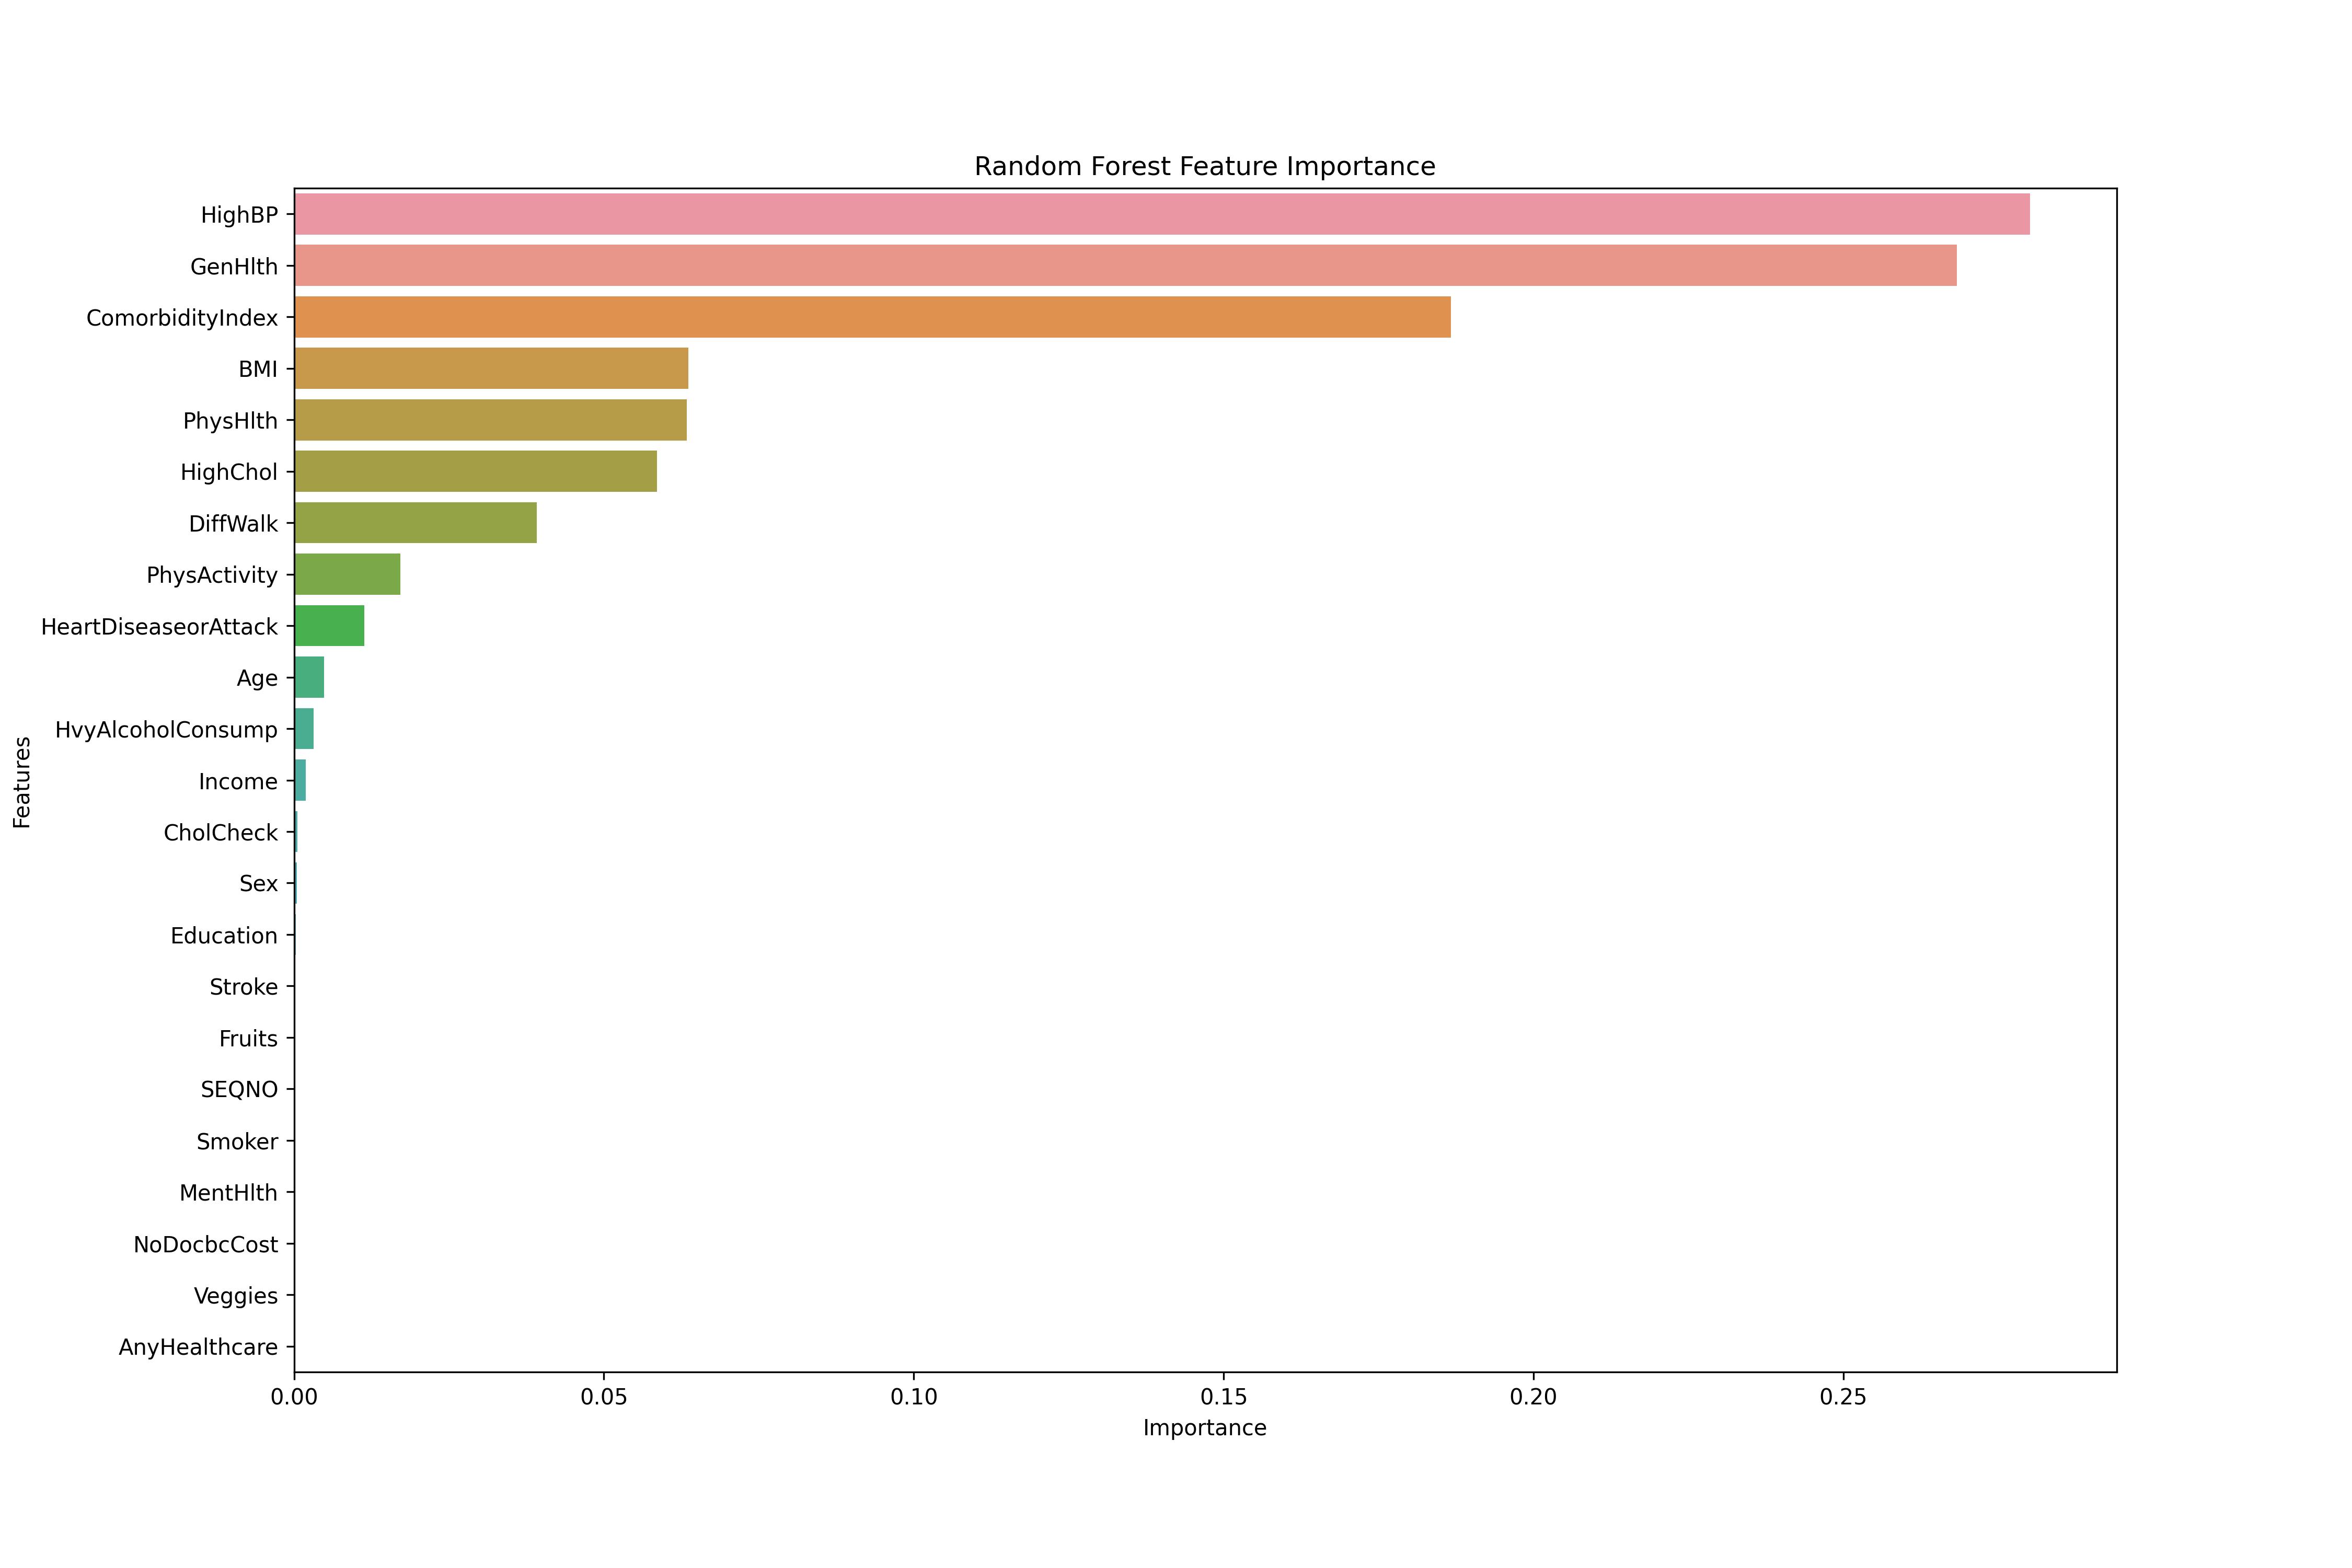 Random Forest Feature Importance
HighBP
GenHlth
ComorbidityIndex
BMI
PhysHlth
HighChol
DiffWalk
PhysActivity
HeartDiseaseorAttack
Age
HvyAlcoholConsump
Income
CholCheck
Sex
Education
Stroke
Fruits
SEQNO
Smoker
MentHlth
NoDocbcCost
Veggies
AnyHealthcare
Features
0.00 0.05 0.10 0.15 0.20 0.25
Importance